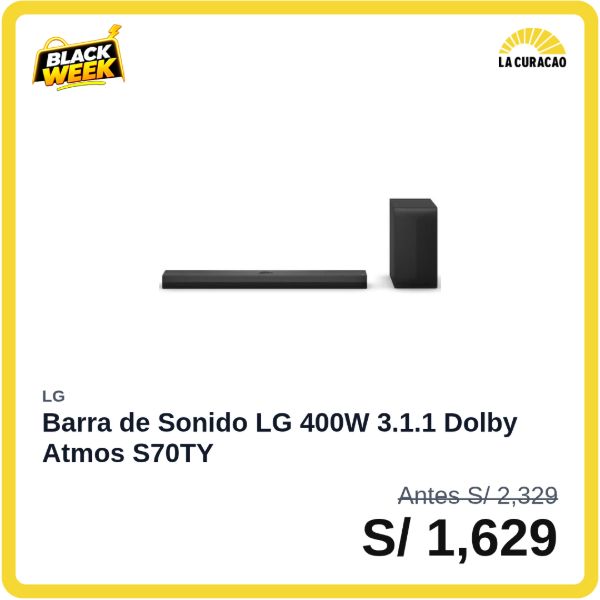 BLACK
WEEK
LA CURACAO
LG
Barra de Sonido LG 400W 3.1.1 Dolby
Atmos S70TY
Antes S/ 2,329
S/ 1,629